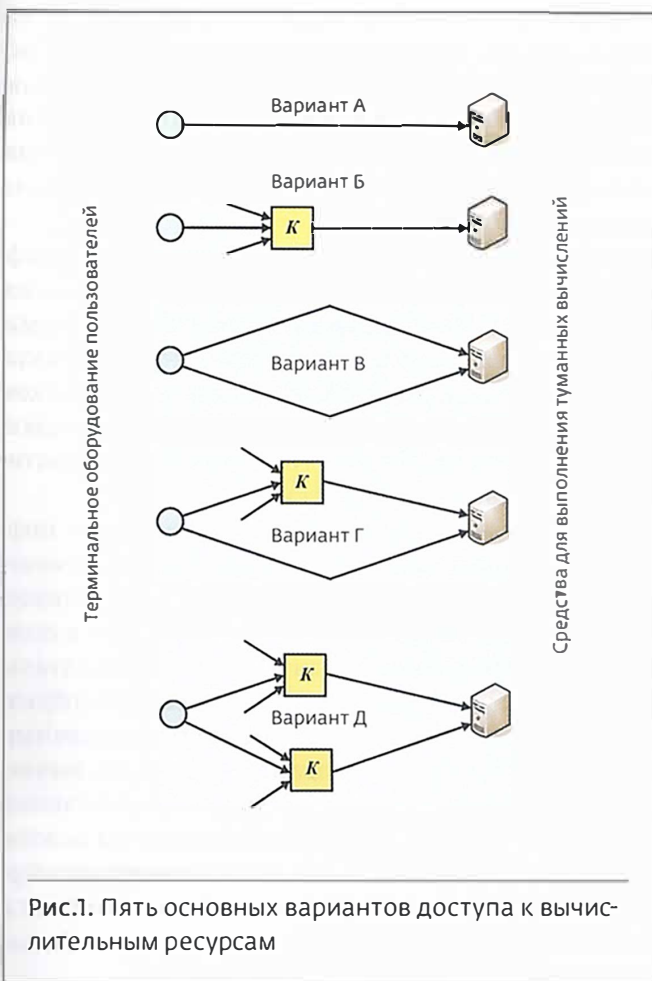 Вариант А
Вариант Б
К
Вариант В
К
Вариант Г
К
Вариант Д
К
Терминальное оборудование пользователей
Средства для выполнения туманных вычислений
Рис.1. Пять основных вариантов доступа к вычис-
лительным ресурсам